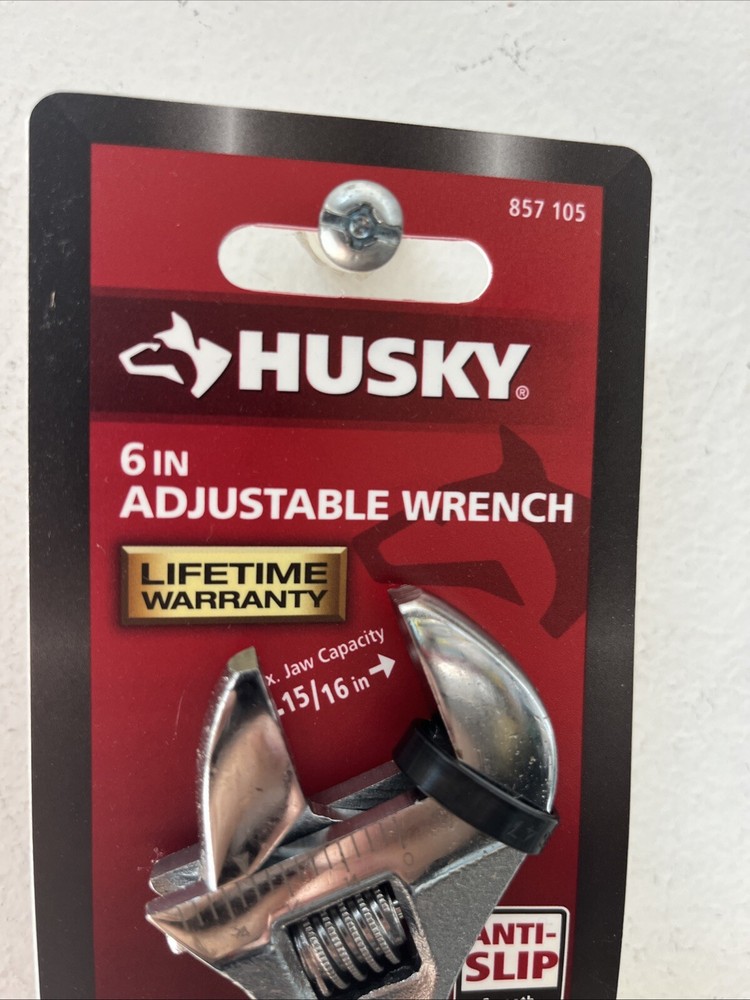 857 105
HUSKY®
6 IN
ADJUSTABLE WRENCH
LIFETIME
WARRANTY
x. Jaw Capacity
.15/16 in
ANTI-
SLIP